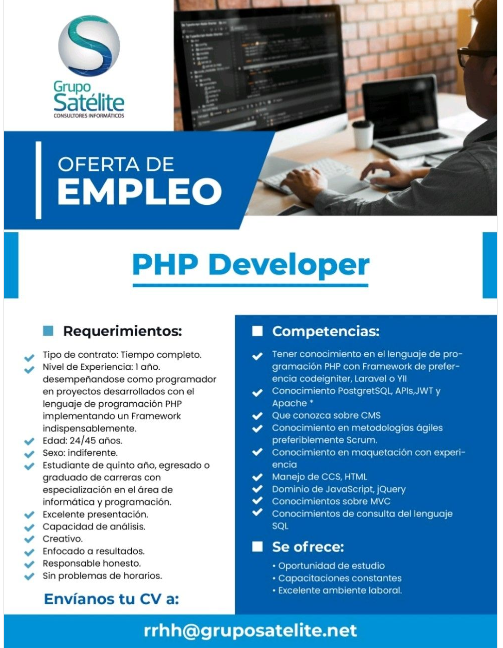 Grupo
Satélite
CONSULTORES INFORMÁTICOS
OFERTA DE
EMPLEO
PHP Developer
Requerimientos:
Tipo de contrato: Tiempo completo.
Nivel de Experiencia: 1 año.
desempeñandose como programador
en proyectos desarrollados con el
lenguaje de programación PHP
implementando un Framework
indispensablemente.
Edad: 24/45 años.
Sexo: indiferente.
Estudiante de quinto año, egresado o
graduado de carreras con
especialización en el área de
informática y programación.
Excelente presentación.
Capacidad de análisis.
Creativo.
Enfocado a resultados.
Responsable honesto.
Sin problemas de horarios.
Envíanos tu CV a:
Competencias:
Tener conocimiento en el lenguaje de pro-
gramación PHP con Framework de prefer-
encia codeigniter, Laravel o YII
Conocimiento PostgretSQL, APIs,JWT y
Apache *
Que conozca sobre CMS
Conocimiento en metodologías ágiles
preferiblemente Scrum.
Conocimiento en maquetación con experi-
encia
Manejo de CCS, HTML
Dominio de JavaScript, jQuery
Conocimientos sobre MVC
Conocimientos de consulta del lenguaje
SQL
Se ofrece:
• Oportunidad de estudio
• Capacitaciones constantes
• Excelente ambiente laboral.
rrhh@gruposatelite.net